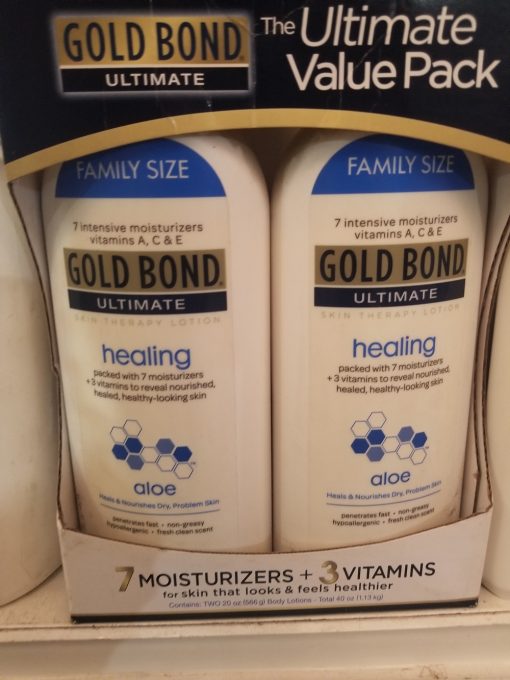 GOLD BOND
ULTIMATE
The Ultimate
Value Pack
FAMILY SIZE
7 intensive moisturizers
vitamins A, C & E
GOLD BOND
ULTIMATE
SKIN THERAPY LOTION
healing
packed with 7 moisturizers
+3 vitamins to reveal nourished,
healed, healthy-looking skin
aloe
Heals & Nourishes Dry, Problem Skin
penetrates fast • non-greasy
hypoallergenic • fresh clean scent
FAMILY SIZE
7 intensive moisturizers
vitamins A, C & E
GOLD BOND
ULTIMATE
SKIN THERAPY LOTION
healing
packed with 7 moisturizers
+3 vitamins to reveal nourished,
healed, healthy-looking skin
aloe
Heals & Nourishes Dry, Problem Skin
penetrates fast • non-greasy
hypoallergenic • fresh clean scent
7 MOISTURIZERS + 3 VITAMINS
for skin that looks & feels healthier
Contains: TWO 20 oz (566 g) Body Lotions - Total 40 oz (1.13 kg)